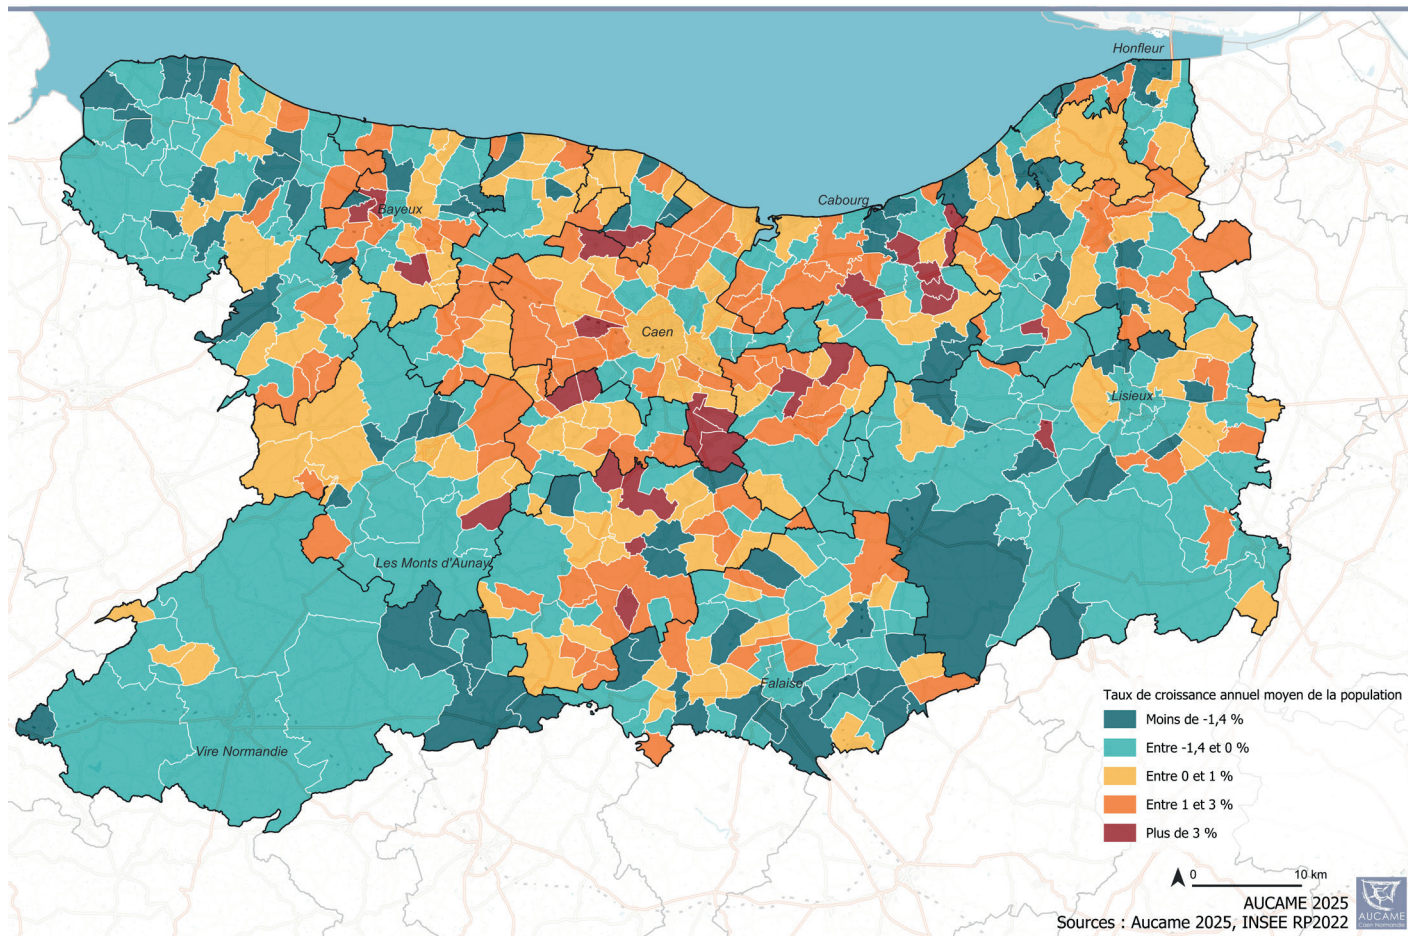 Honfleur
Cabourg
Bayeux
Caen
Lisieux
Les Monts d'Aunay
Falaise
Vire Normandie
Taux de croissance annuel moyen de la population
Moins de -1,4 %
Entre -1,4 et 0 %
Entre 0 et 1 %
Entre 1 et 3 %
Plus de 3 %
0 10 km
AUCAME 2025
Sources : Aucame 2025, INSEE RP2022
AUCAME
Caen Normandie